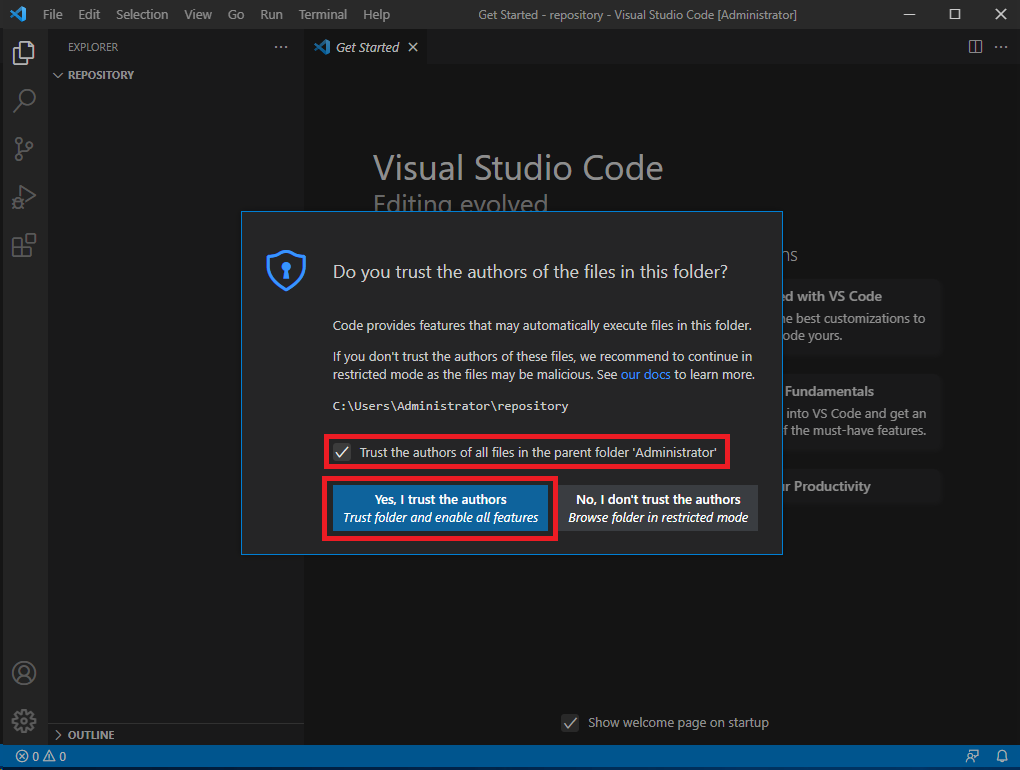 File Edit Selection View Go Run Terminal Help
Get Started - repository - Visual Studio Code [Administrator]
EXPLORER
Get Started
REPOSITORY
Visual Studio Code
Editing evolved
Do you trust the authors of the files in this folder?
Code provides features that may automatically execute files in this folder.
If you don't trust the authors of these files, we recommend to continue in
restricted mode as the files may be malicious. See our docs to learn more.
C:\Users\Administrator\repository
Trust the authors of all files in the parent folder 'Administrator'
Yes, I trust the authors
Trust folder and enable all features
No, I don't trust the authors
Browse folder in restricted mode
with VS Code
best customizations to
yours.
Fundamentals
into VS Code and get an
the must-have features.
Productivity
Show welcome page on startup
OUTLINE
0 0